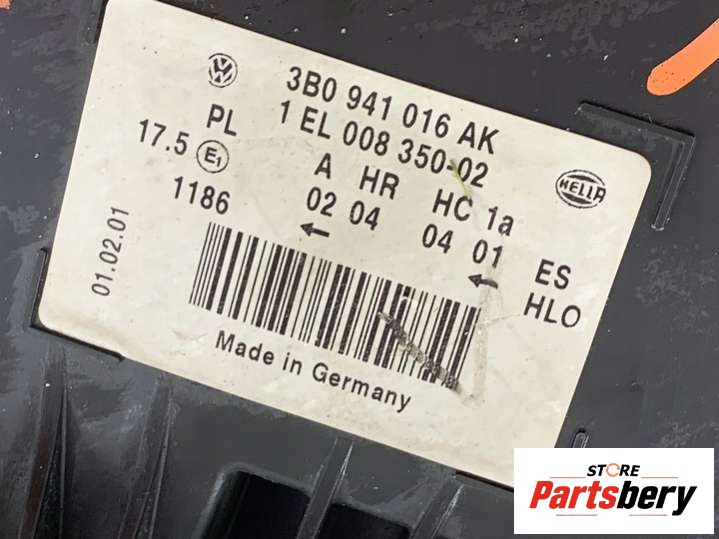 3B0 941 016 AK
1 EL 008 350-02
PL
17.5 E1
1186
A HR HC 1a
02 04 04 01
HELLA
ES
HLO
01.02.01
Made in Germany
STORE
Partsbery